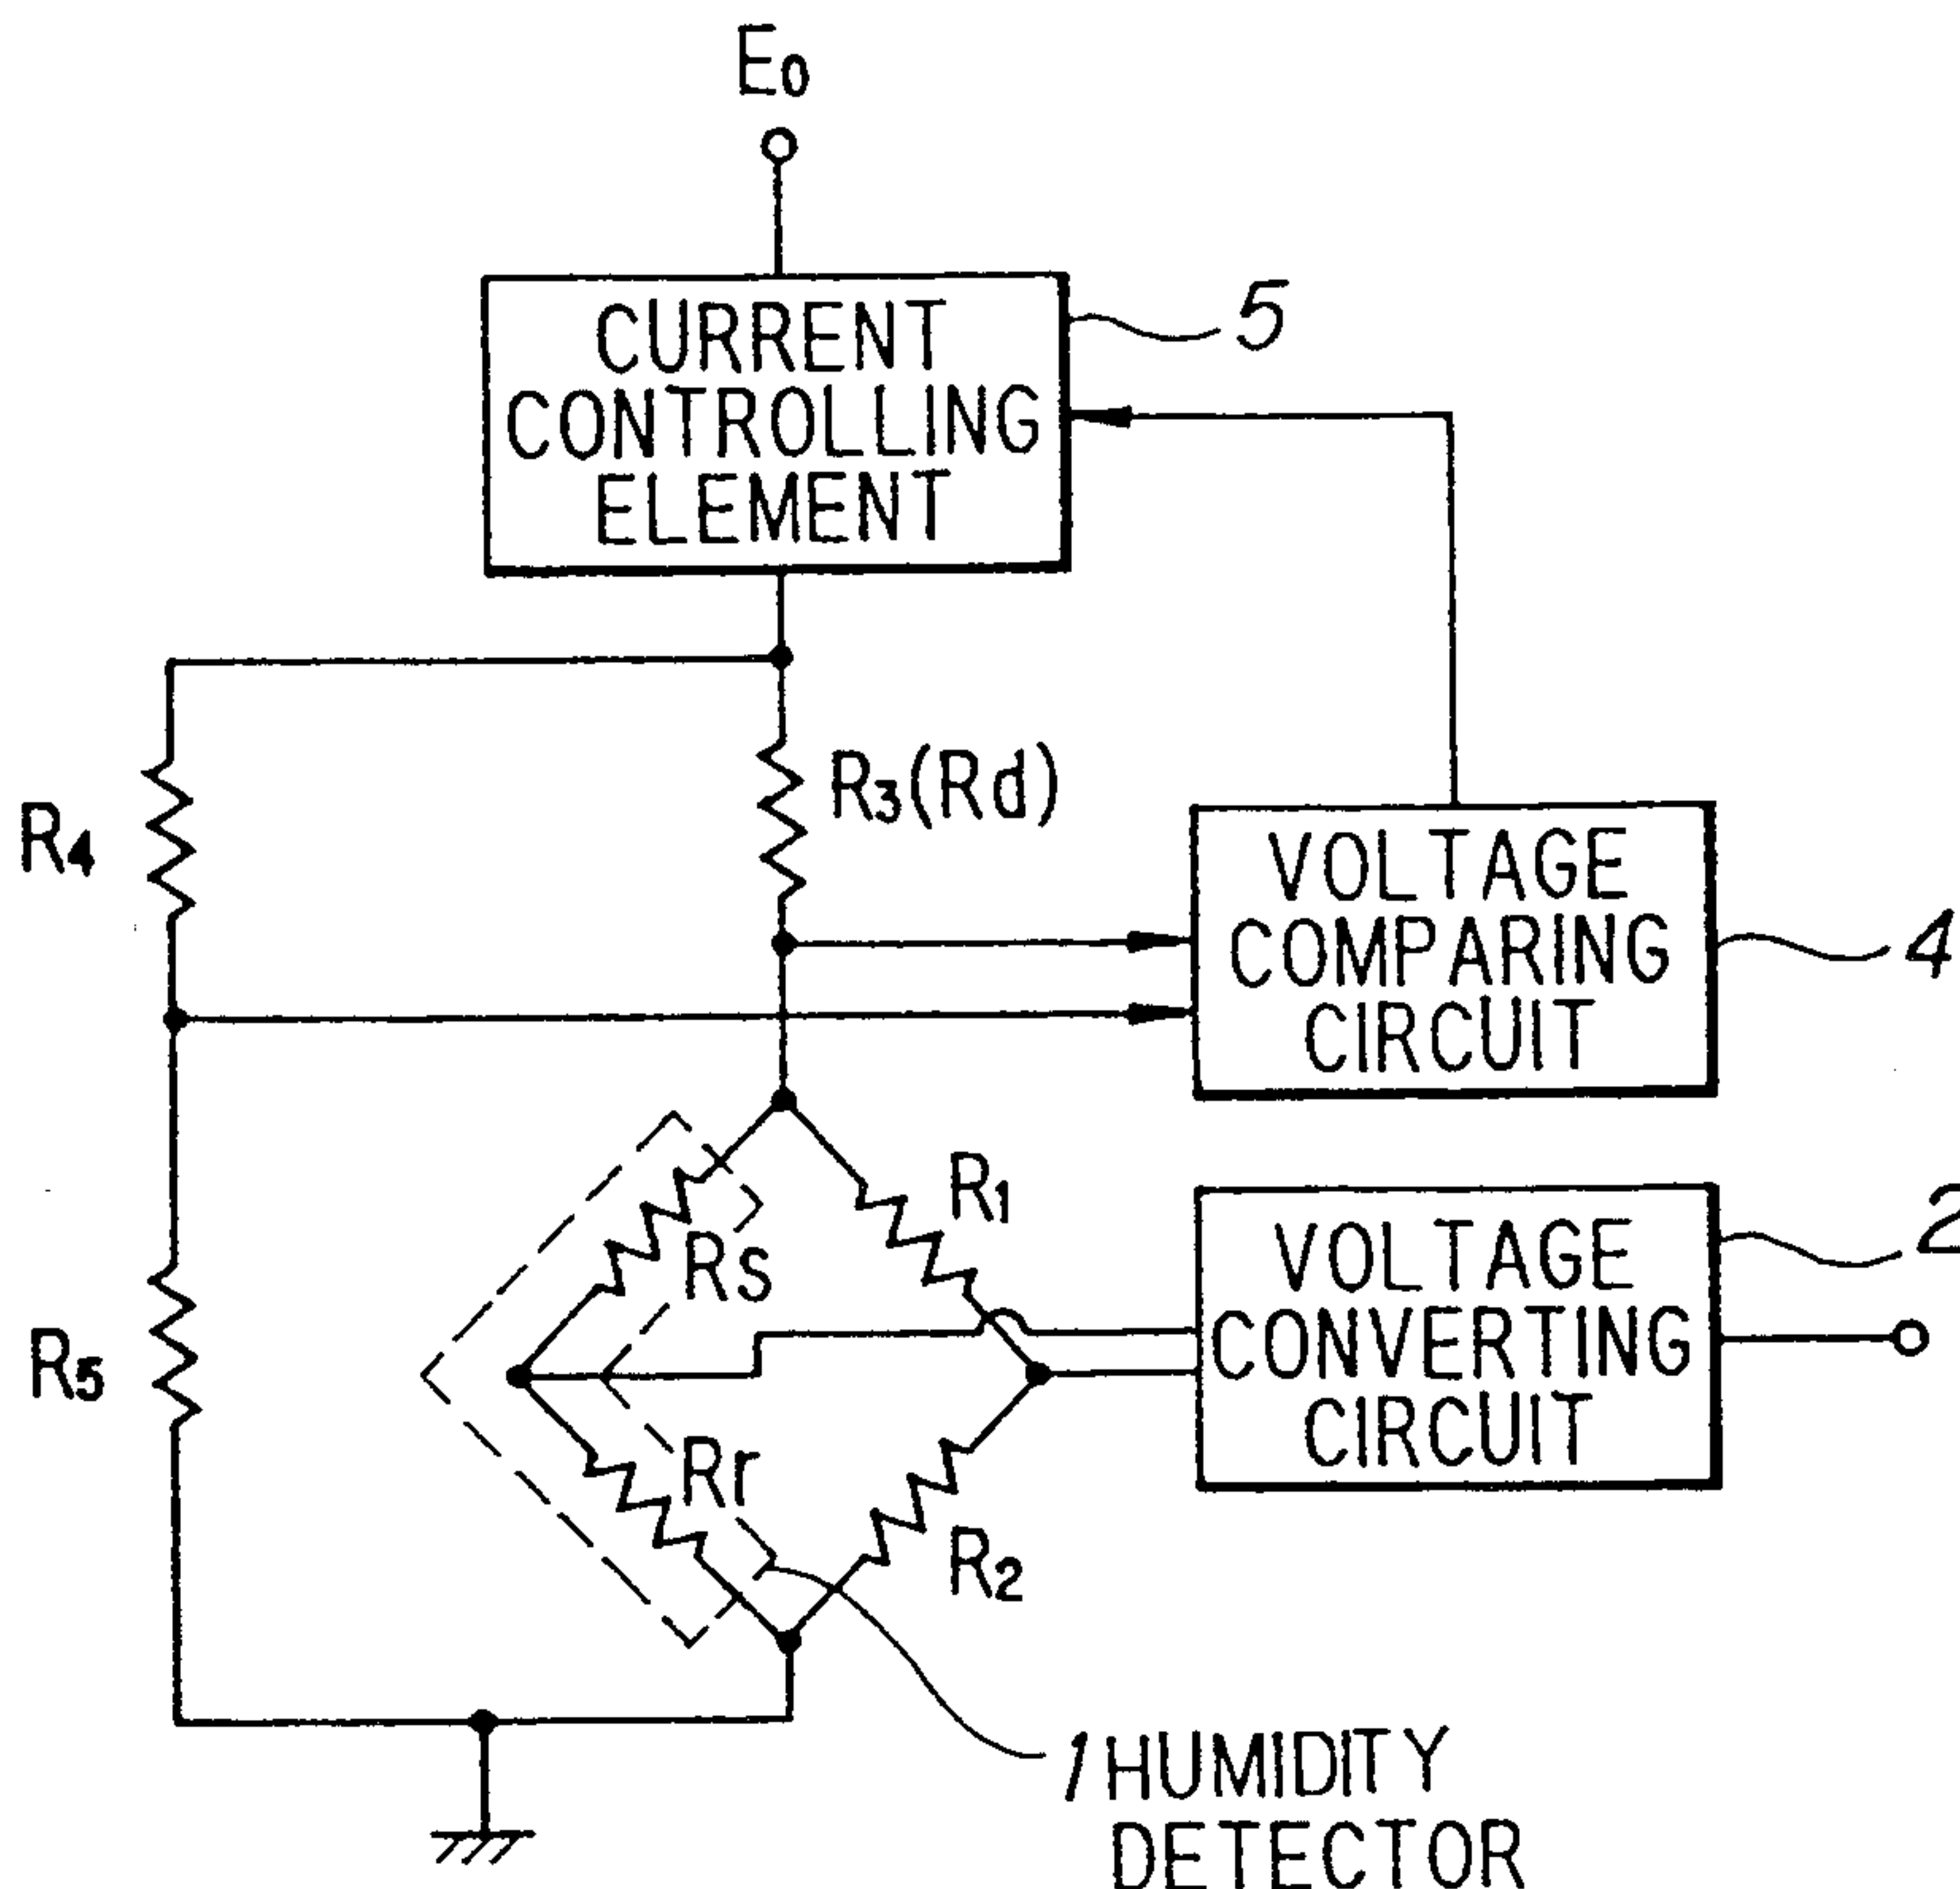 E0
CURRENT
CONTROLLING
ELEMENT
5
R3(Rd)
R4
VOLTAGE
COMPARING
CIRCUIT
4
R1
Rs
VOLTAGE
CONVERTING
CIRCUIT
2
R5
Rr
R2
1 HUMIDITY
DETECTOR